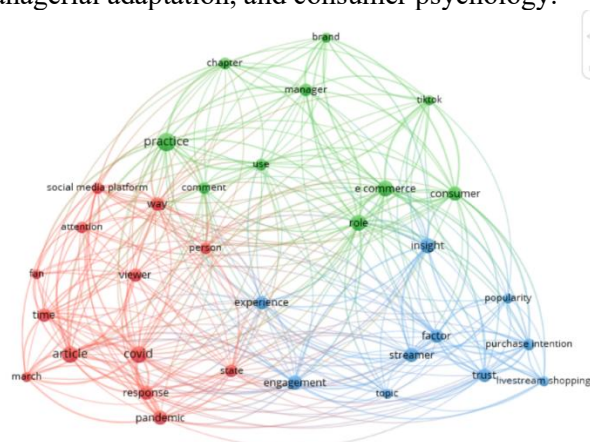 anagerial adaptation, and consumer psychology.
brand
chapter
manager
tiktok
practice
use
social media platform
comment
e commerce
consumer
way
attention
role
person
insight
fan
viewer
experience
popularity
time
factor
purchase intention
article
covid
streamer
state
trust
march
engagement
livestream shopping
response
topic
pandemic